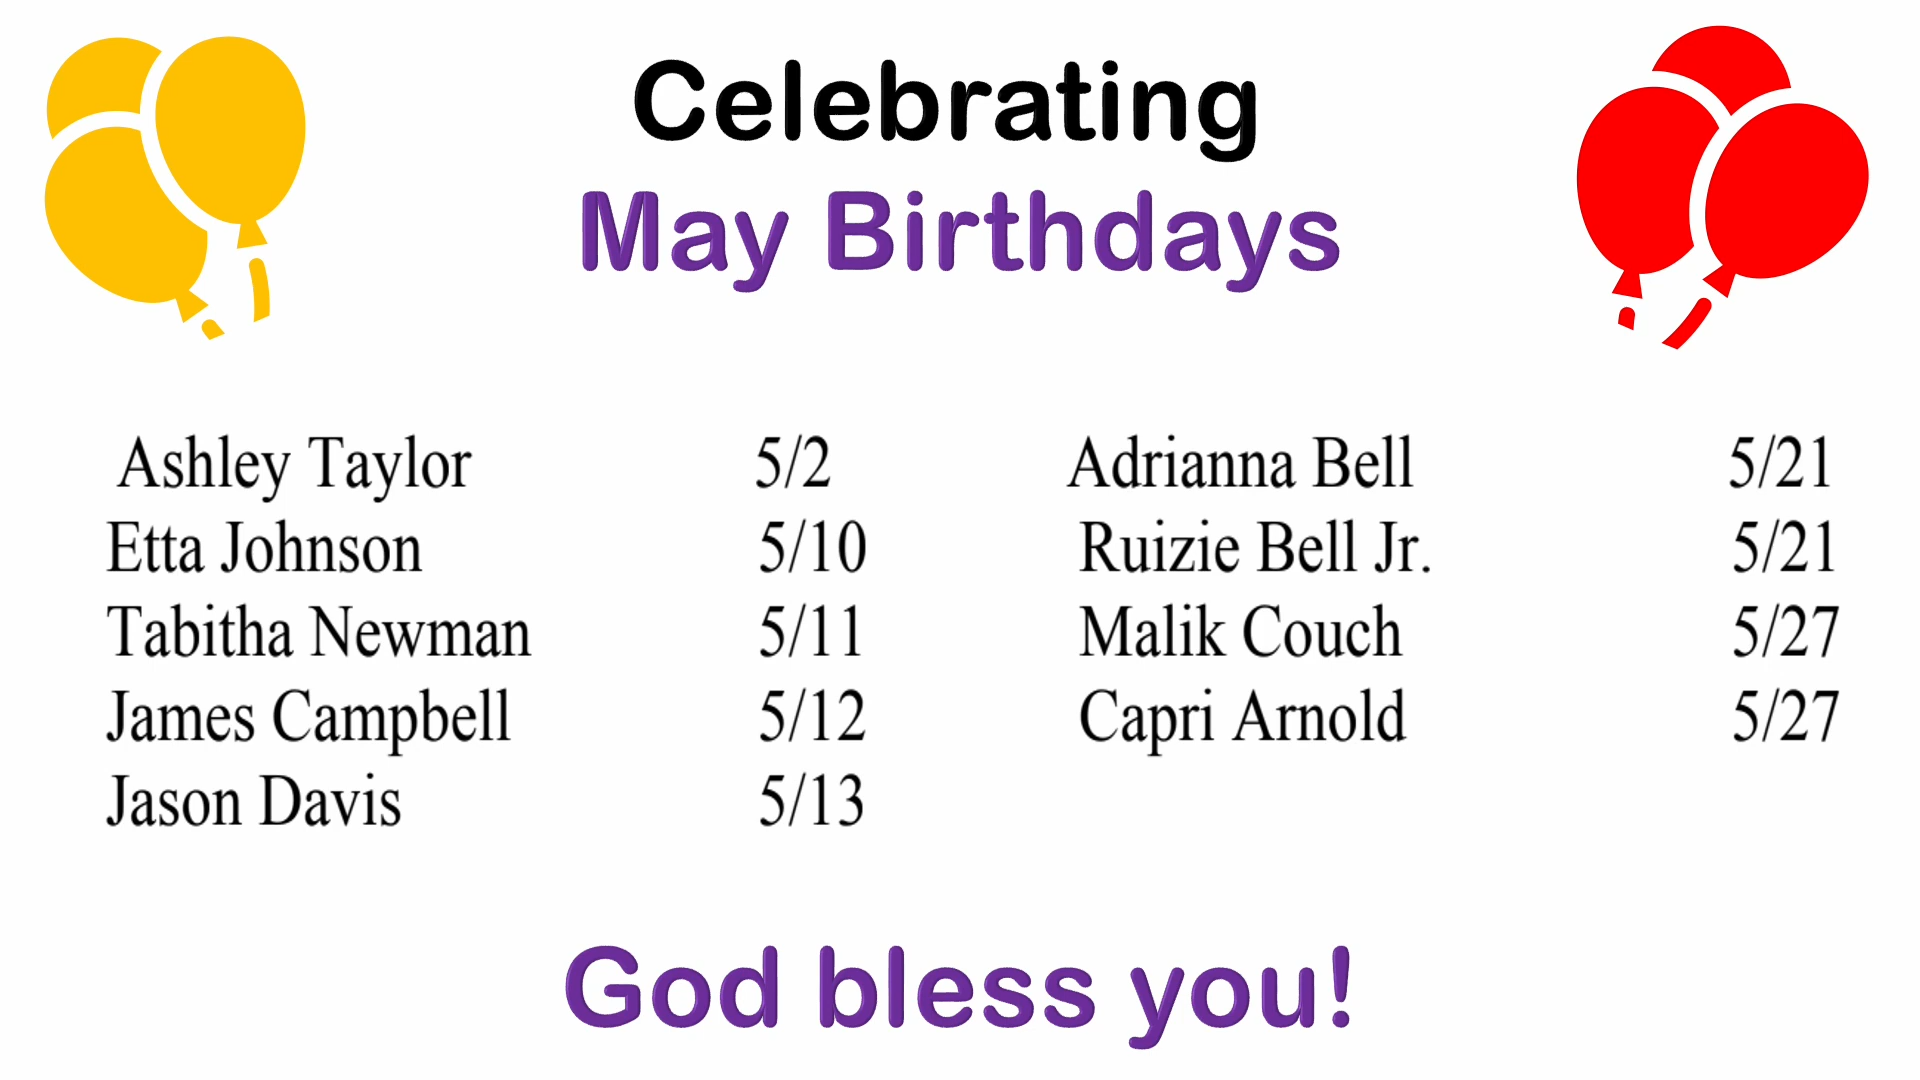 Celebrating
May Birthdays
Ashley Taylor 5/2 Adrianna Bell 5/21
Etta Johnson 5/10 Ruizie Bell Jr. 5/21
Tabitha Newman 5/11 Malik Couch 5/27
James Campbell 5/12 Capri Arnold 5/27
Jason Davis 5/13
God bless you!